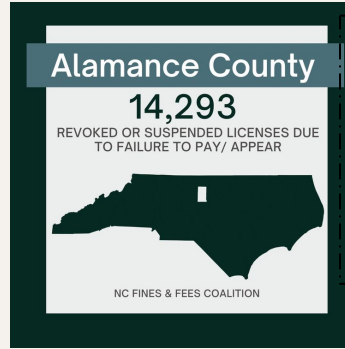 Alamance County
14,293
REVOKED OR SUSPENDED LICENSES DUE
TO FAILURE TO PAY/ APPEAR
NC FINES & FEES COALITION